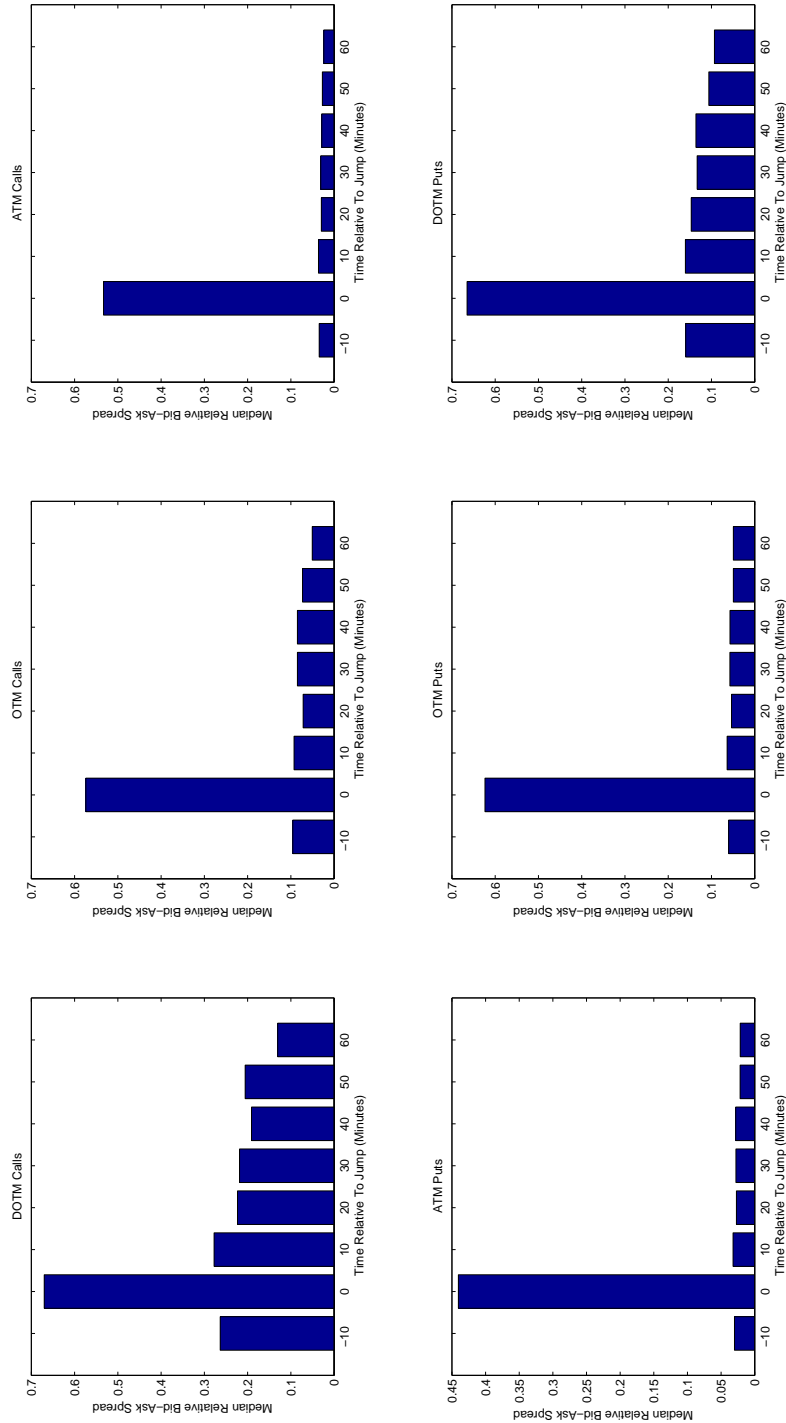 DOTM Calls
Median Relative Bid−Ask Spread
0.7
0.6
0.5
0.4
0.3
0.2
0.1
0
−10 0 10 20 30 40 50 60
Time Relative To Jump (Minutes)
OTM Calls
Median Relative Bid−Ask Spread
0.7
0.6
0.5
0.4
0.3
0.2
0.1
0
−10 0 10 20 30 40 50 60
Time Relative To Jump (Minutes)
ATM Calls
Median Relative Bid−Ask Spread
0.7
0.6
0.5
0.4
0.3
0.2
0.1
0
−10 0 10 20 30 40 50 60
Time Relative To Jump (Minutes)
ATM Puts
Median Relative Bid−Ask Spread
0.45
0.4
0.35
0.3
0.25
0.2
0.15
0.1
0.05
0
−10 0 10 20 30 40 50 60
Time Relative To Jump (Minutes)
OTM Puts
Median Relative Bid−Ask Spread
0.7
0.6
0.5
0.4
0.3
0.2
0.1
0
−10 0 10 20 30 40 50 60
Time Relative To Jump (Minutes)
DOTM Puts
Median Relative Bid−Ask Spread
0.7
0.6
0.5
0.4
0.3
0.2
0.1
0
−10 0 10 20 30 40 50 60
Time Relative To Jump (Minutes)